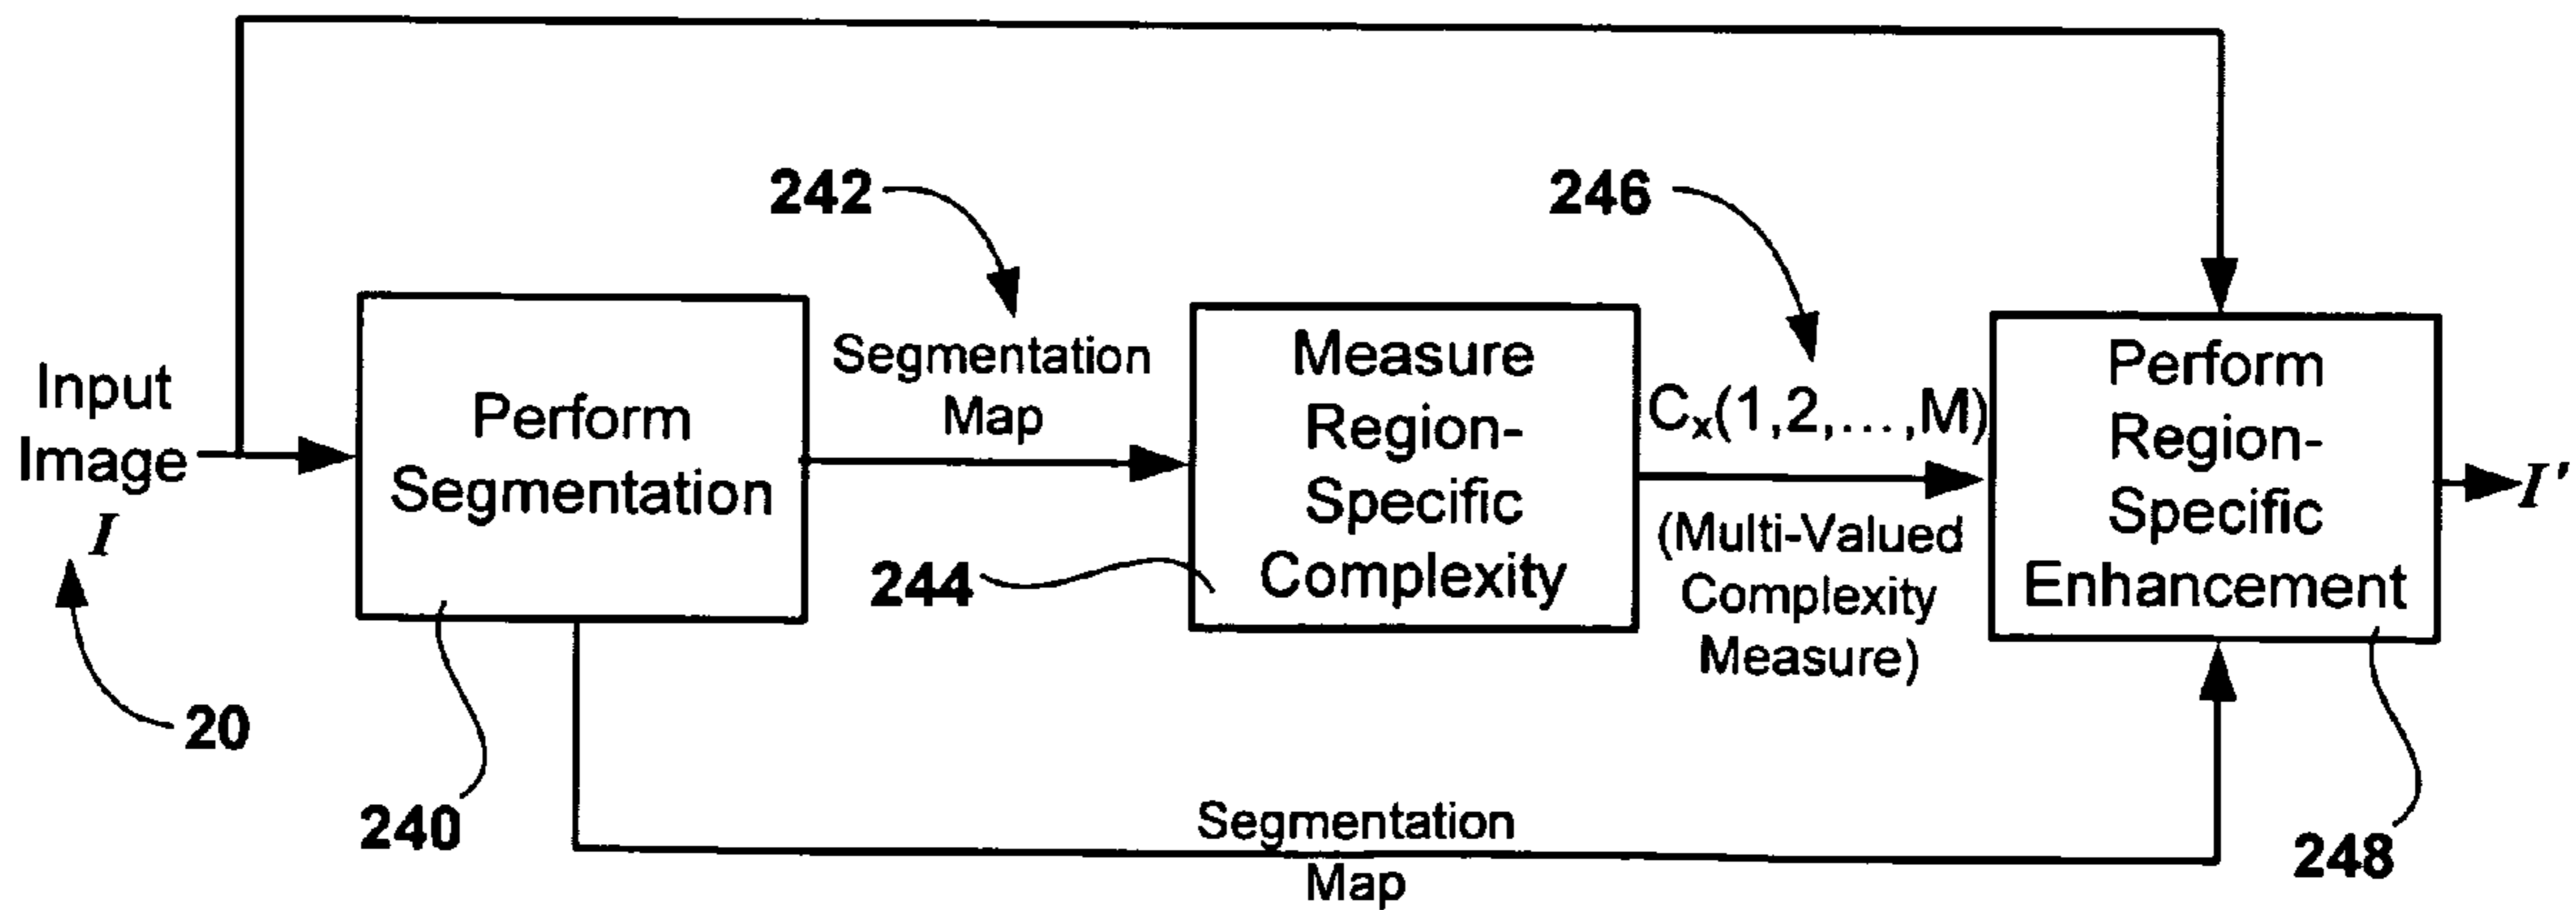 242
246
Input
Image
I
20
Perform
Segmentation
240
Segmentation
Map
Measure
Region-
Specific
Complexity
244
Cₓ(1,2,...,M)
(Multi-Valued
Complexity
Measure)
Perform
Region-
Specific
Enhancement
248
I'
Segmentation
Map